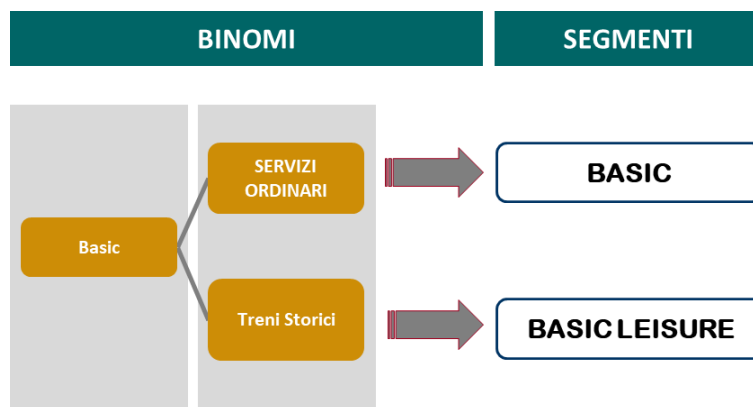 BINOMI
SEGMENTI
SERVIZI
ORDINARI
BASIC
Basic
Treni Storici
BASIC LEISURE